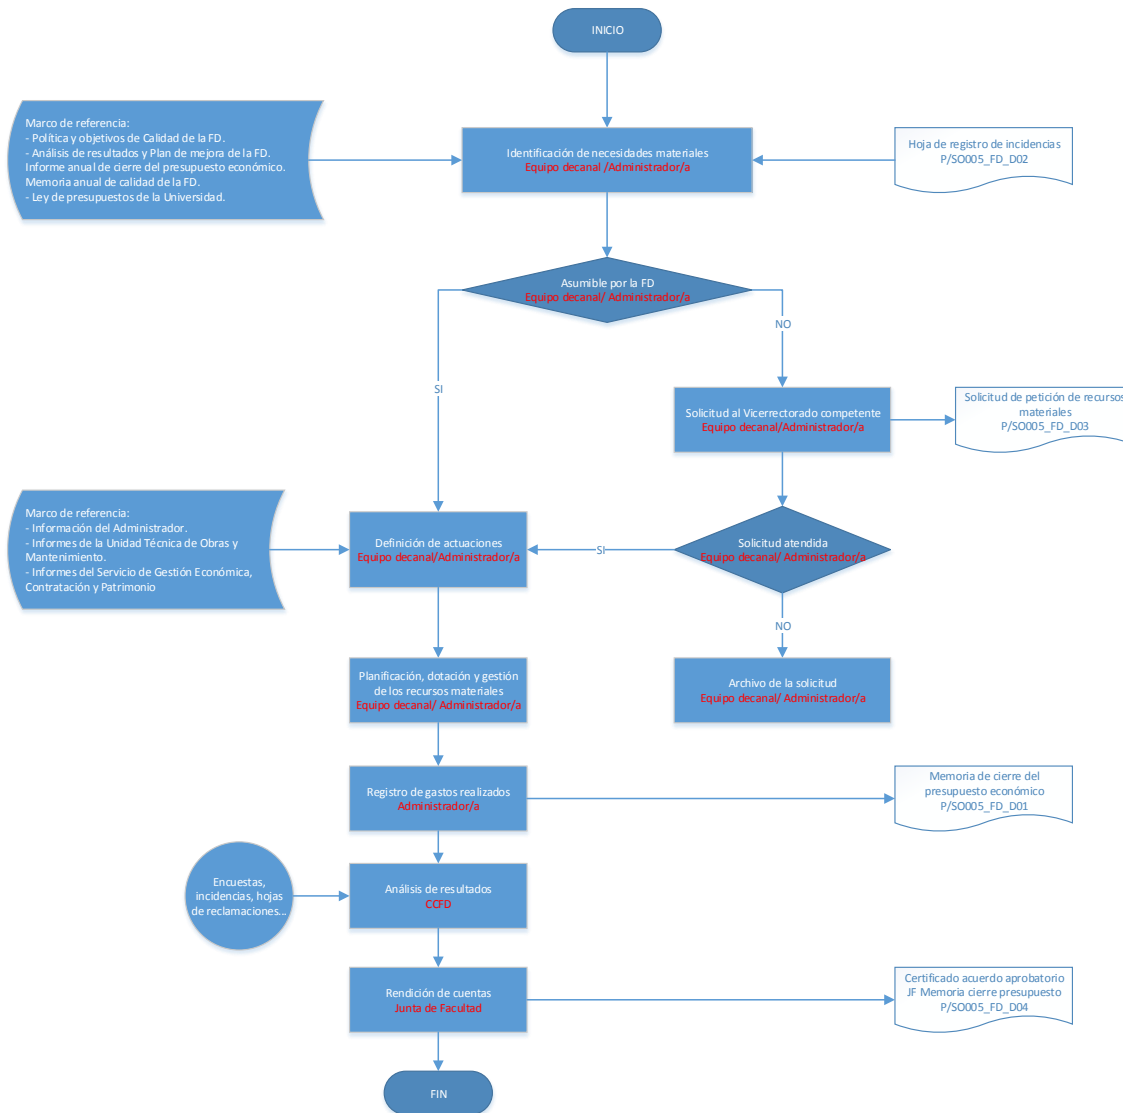 INICIO
Marco de referencia:
- Política y objetivos de Calidad de la FD.
- Análisis de resultados y Plan de mejora de la FD.
Informe anual de cierre del presupuesto económico.
Memoria anual de calidad de la FD.
- Ley de presupuestos de la Universidad.
Identificación de necesidades materiales
Equipo decanal /Administrador/a
Hoja de registro de incidencias
P/SO005_FD_D02
Asumible por la FD
Equipo decanal/ Administrador/a
NO
SI
Solicitud al Vicerrectorado competente
Equipo decanal/Administrador/a
Solicitud de petición de recursos
materiales
P/SO005_FD_D03
Marco de referencia:
- Información del Administrador.
- Informes de la Unidad Técnica de Obras y
Mantenimiento.
- Informes del Servicio de Gestión Económica,
Contratación y Patrimonio
Definición de actuaciones
Equipo decanal/Administrador/a
SI
Solicitud atendida
Equipo decanal/ Administrador/a
NO
Planificación, dotación y gestión
de los recursos materiales
Equipo decanal/ Administrador/a
Archivo de la solicitud
Equipo decanal/ Administrador/a
Registro de gastos realizados
Administrador/a
Memoria de cierre del
presupuesto económico
P/SO005_FD_D01
Encuestas,
incidencias, hojas
de reclamaciones...
Análisis de resultados
CCFD
Rendición de cuentas
Junta de Facultad
Certificado acuerdo aprobatorio
JF Memoria cierre presupuesto
P/SO005_FD_D04
FIN